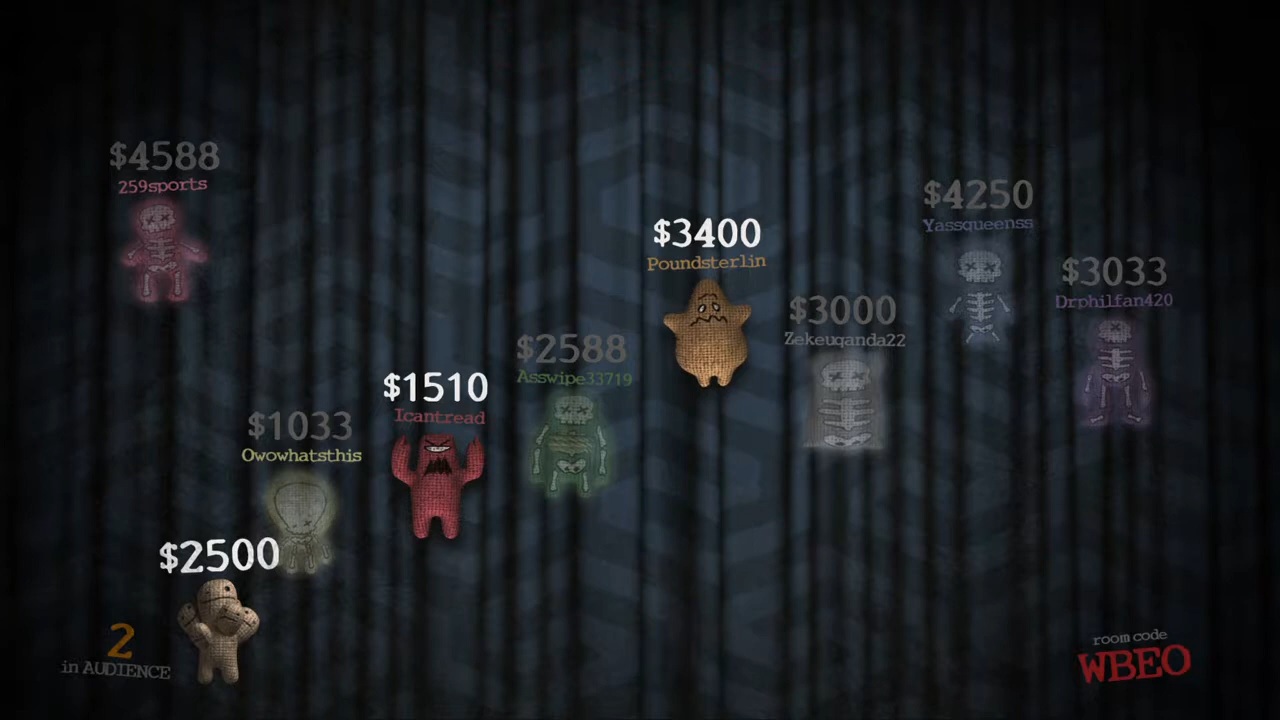 $4588
259sports
$4250
Yassqueenss
$3400
Poundsterlin
$3033
Drphilfan420
$3000
Zekeuganda22
$2588
Asswipe33719
$1510
Icantread
$1033
Owowhatsthis
$2500
2
in AUDIENCE
room code
WBEO